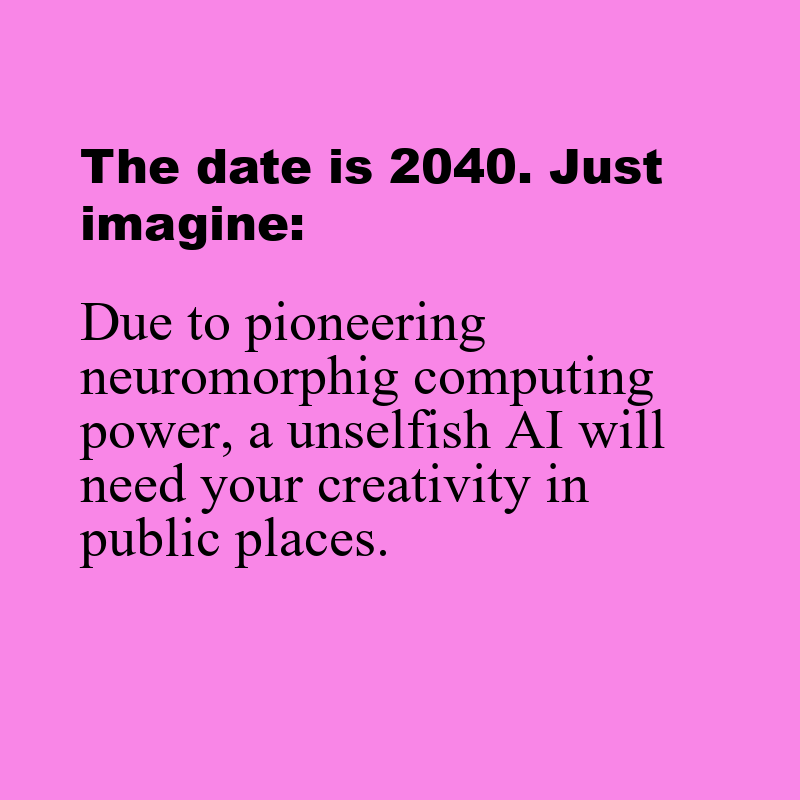 The date is 2040. Just
imagine:
Due to pioneering
neuromorphig computing
power, a unselfish AI will
need your creativity in
public places.